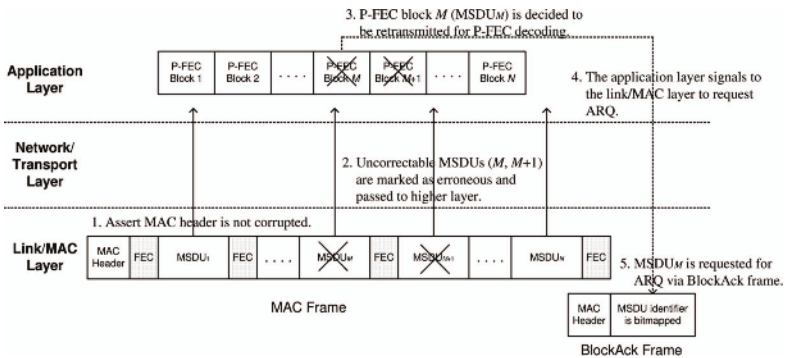 3. P-FEC block M (MSDUM) is decided to
be retransmitted for P-FEC decoding.
Application
Layer
P-FEC
Block 1
P-FEC
Block 2
. . . .
P-FEC
Block M
P-FEC
Block M+1
. . . .
P-FEC
Block N
4. The application layer signals to
the link/MAC layer to request
ARQ.
Network/
Transport
Layer
2. Uncorrectable MSDUs (M, M+1)
are marked as erroneous and
passed to higher layer.
1. Assert MAC header is not corrupted.
Link/MAC
Layer
MAC
Header
FEC
MSDU1
FEC
. . . .
MSDUM
FEC
MSDUM+1
. . . .
MSDUN
FEC
5. MSDUM is requested for
ARQ via BlockAck frame.
MAC Frame
MAC
Header
MSDU identifier
is bitmapped
BlockAck Frame